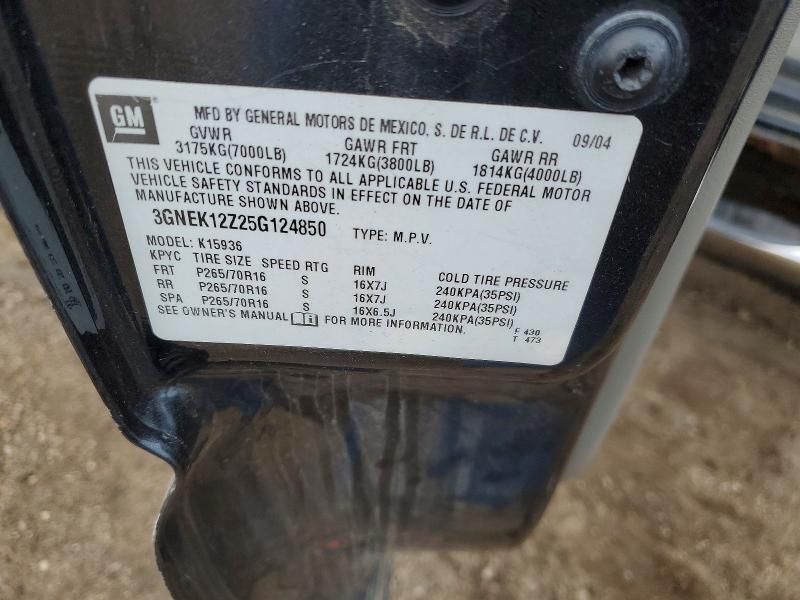 GM
MFD BY GENERAL MOTORS DE MEXICO, S. DE R.L. DE C.V. 09/04
GVWR GAWR FRT GAWR RR
3175KG(7000LB) 1724KG(3800LB) 1814KG(4000LB)
THIS VEHICLE CONFORMS TO ALL APPLICABLE U.S. FEDERAL MOTOR
VEHICLE SAFETY STANDARDS IN EFFECT ON THE DATE OF
MANUFACTURE SHOWN ABOVE.
3GNEK12Z25G124850 TYPE: M.P.V.
MODEL: K15936
KPYC TIRE SIZE SPEED RTG RIM COLD TIRE PRESSURE
FRT P265/70R16 S 16X7J 240KPA(35PSI)
RR P265/70R16 S 16X7J 240KPA(35PSI)
SPA P265/70R16 S 16X6.5J 240KPA(35PSI)
SEE OWNER'S MANUAL FOR MORE INFORMATION.
F 430
T 473